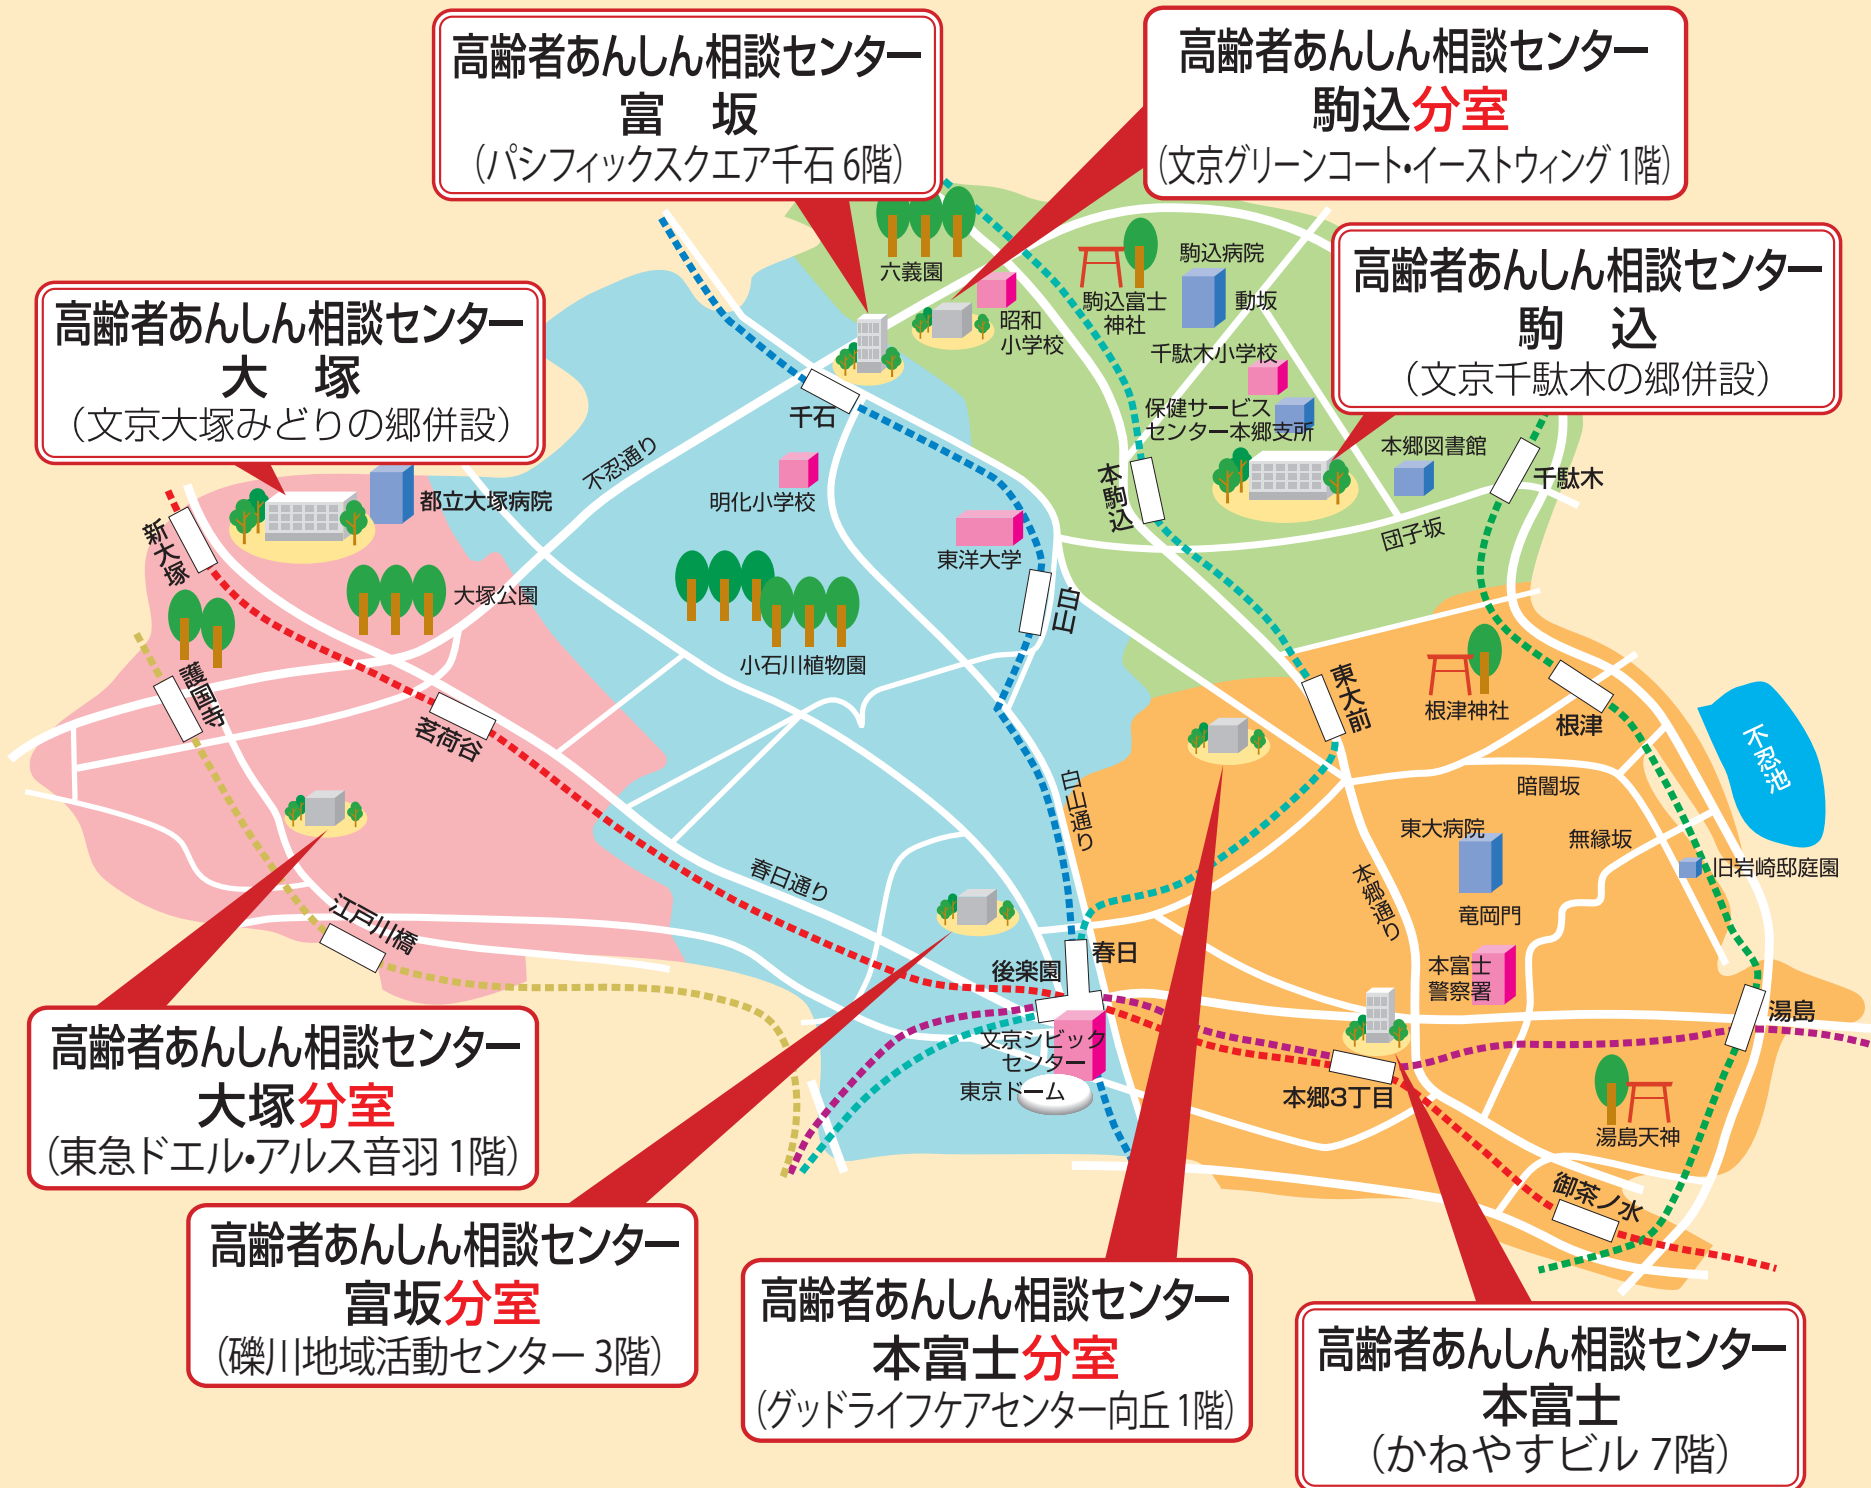 高齢者あんしん相談センター
富　坂
（パシフィックスクエア千石 6階）
高齢者あんしん相談センター
駒込分室
（文京グリーンコート・イーストウィング 1階）
高齢者あんしん相談センター
駒　込
（文京千駄木の郷併設）
高齢者あんしん相談センター
大　塚
（文京大塚みどりの郷併設）
六義園
昭和
小学校
駒込富士
神社
駒込病院
動坂
千駄木小学校
保健サービス
センター本郷支所
本郷図書館
千駄木
団子坂
本駒込
千石
不忍通り
明化小学校
東洋大学
白山
都立大塚病院
新大塚
大塚公園
小石川植物園
護国寺
茗荷谷
東大前
根津神社
根津
不忍池
暗闇坂
東大病院
無縁坂
旧岩崎邸庭園
竜岡門
白山通り
本郷通り
春日通り
江戸川橋
後楽園
春日
本富士
警察署
湯島
文京シビック
センター
東京ドーム
本郷3丁目
湯島天神
御茶ノ水
高齢者あんしん相談センター
大塚分室
（東急ドエル・アルス音羽 1階）
高齢者あんしん相談センター
富坂分室
（礫川地域活動センター 3階）
高齢者あんしん相談センター
本富士分室
（グッドライフケアセンター向丘 1階）
高齢者あんしん相談センター
本富士
（かねやすビル 7階）